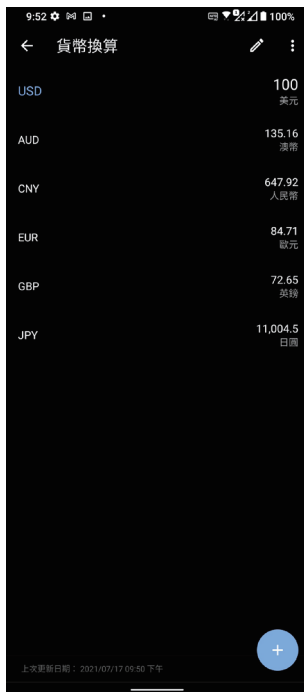 9:52
貨幣換算
USD
100
美元
AUD
135.16
澳幣
CNY
647.92
人民幣
EUR
84.71
歐元
GBP
72.65
英鎊
JPY
11,004.5
日圓
上次更新日期： 2021/07/17 09:50 下午